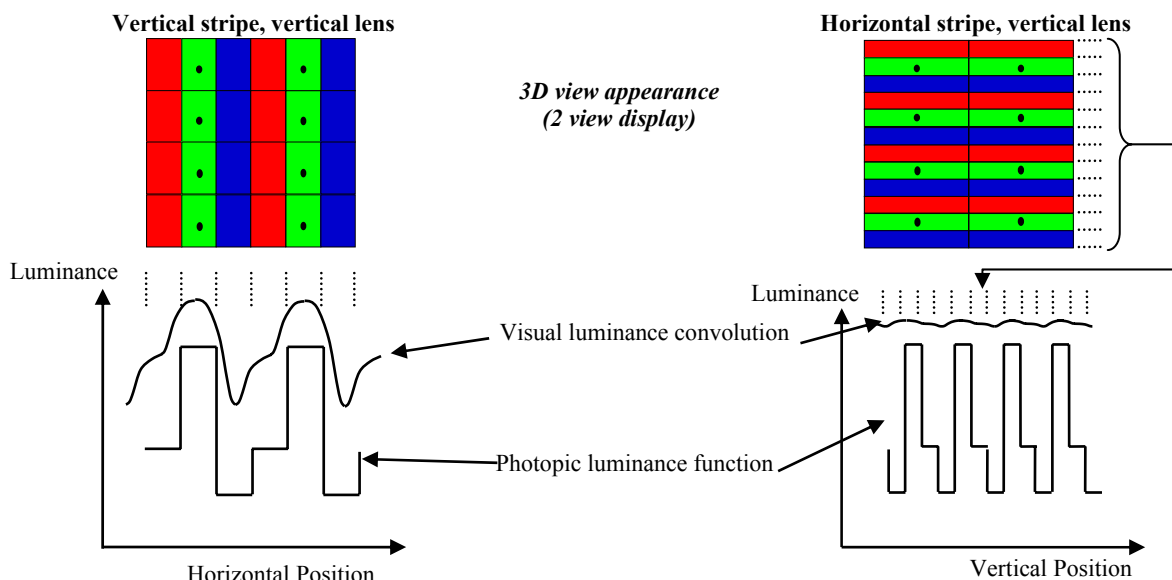 Vertical stripe, vertical lens
Horizontal stripe, vertical lens
3D view appearance
(2 view display)
Luminance
Luminance
Visual luminance convolution
Photopic luminance function
Horizontal Position
Vertical Position